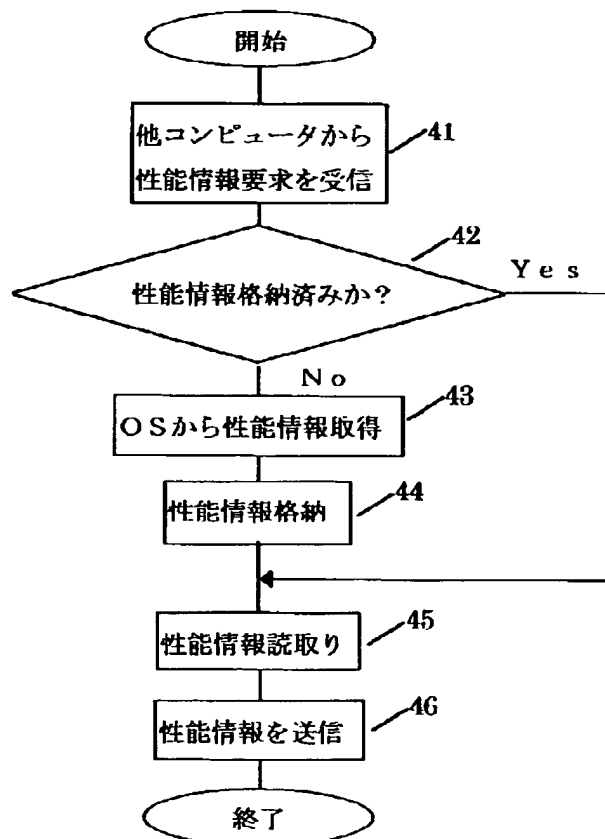 開始
他コンピュータから
性能情報要求を受信
41
42
性能情報格納済みか?
Yes
No
43
OSから性能情報取得
44
性能情報格納
45
性能情報読取り
46
性能情報を送信
終了